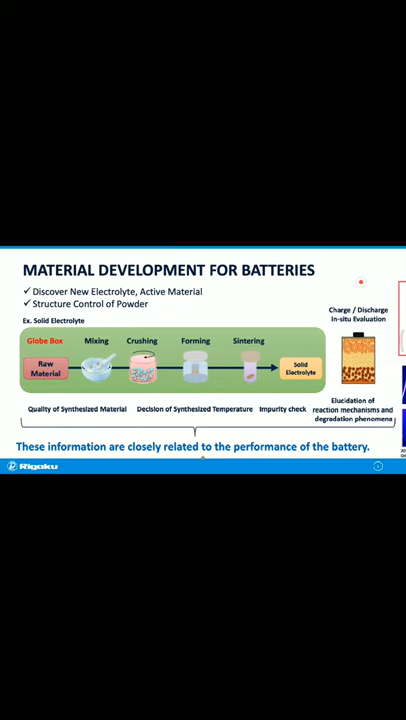 MATERIAL DEVELOPMENT FOR BATTERIES
✓ Discover New Electrolyte, Active Material
✓ Structure Control of Powder
Ex. Solid Electrolyte
Globe Box
Mixing
Crushing
Forming
Sintering
Raw
Material
Solid
Electrolyte
Quality of Synthesized Material
Decision of Synthesized Temperature
Impurity check
Charge / Discharge
In-situ Evaluation
Elucidation of
reaction mechanisms and
degradation phenomena
These information are closely related to the performance of the battery.
Rigaku